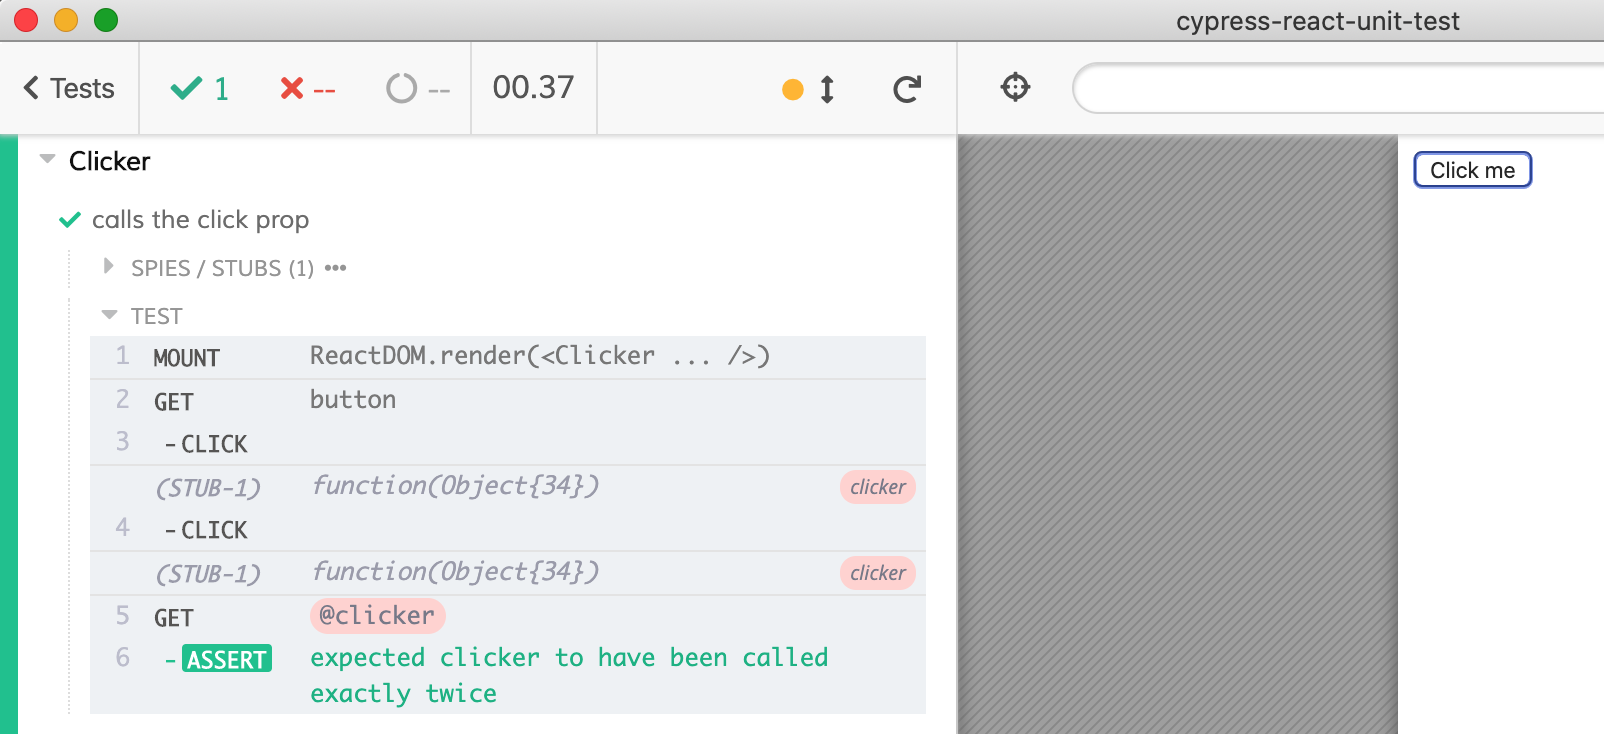 cypress-react-unit-test
Tests
1
--
--
00.37
Clicker
Click me
calls the click prop
SPIES / STUBS (1) •••
TEST
1 MOUNT ReactDOM.render(<Clicker ... />)
2 GET button
3 -CLICK
(STUB-1) function(Object{34}) clicker
4 -CLICK
(STUB-1) function(Object{34}) clicker
5 GET @clicker
6 -ASSERT expected clicker to have been called
exactly twice